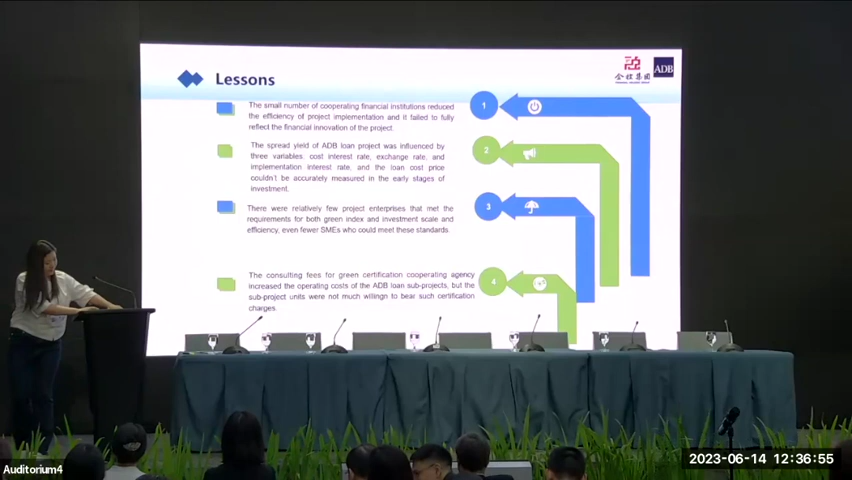 Lessons
全控集团
ADB
The small number of cooperating financial institutions reduced
the efficiency of project implementation and it failed to fully
reflect the financial innovation of the project.
1
The spread yield of ADB loan project was influenced by
three variables: cost interest rate, exchange rate, and
implementation interest rate, and the loan cost price
couldn't be accurately measured in the early stages of
investment.
2
There were relatively few project enterprises that met the
requirements for both green index and investment scale and
efficiency, even fewer SMEs who could meet these standards.
3
The consulting fees for green certification cooperating agency
increased the operating costs of the ADB loan sub-projects, but the
sub-project units were not much willingn to bear such certification
charges.
4
Auditorium4
2023-06-14 12:36:55